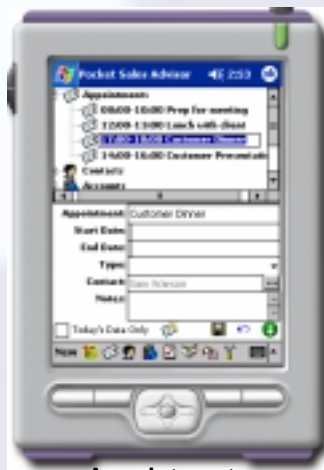 Pocket Sales Advisor 2:53
Appointments
08:00-10:00 Prep for meeting
12:00-13:00 Lunch with client
17:00-18:00 Customer Dinner
14:00-16:00 Customer Presentatio
Contacts
Accounts
Appointment: Customer Dinner
Start Date:
End Date:
Type:
Contact:
Notes:
Today's Data Only
New